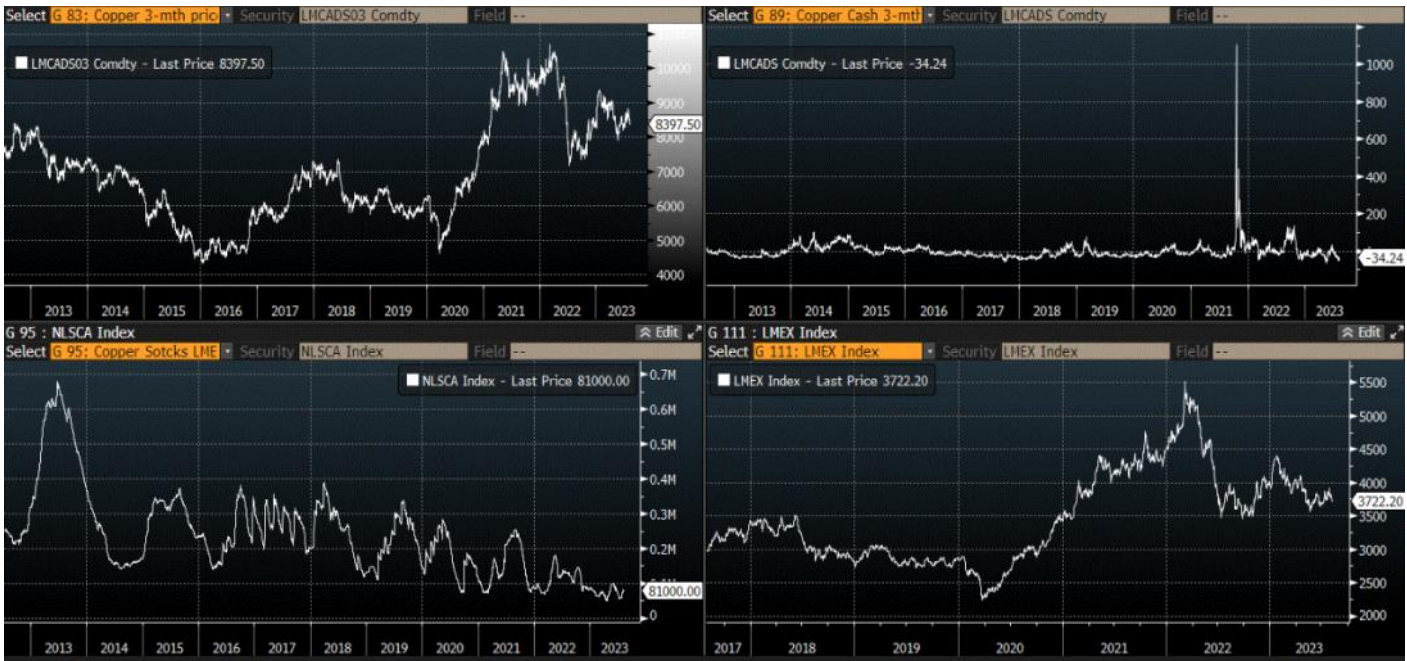 Select G 83: Copper 3-mth pric Security LMCADS03 Comdty Field --
LMCADS03 Comdty - Last Price 8397.50
10000
9000
8397.50
8000
7000
6000
5000
4000
2013 2014 2015 2016 2017 2018 2019 2020 2021 2022 2023
Select G 89: Copper Cash 3-mth Security LMCADS Comdty Field --
LMCADS Comdty - Last Price -34.24
1000
800
600
400
200
-34.24
2013 2014 2015 2016 2017 2018 2019 2020 2021 2022 2023
G 95 : NLSCA Index Edit
Select G 95: Copper Sotcks LME Security NLSCA Index Field --
NLSCA Index - Last Price 81000.00
0.7M
0.6M
0.5M
0.4M
0.3M
0.2M
81000.00
0
2013 2014 2015 2016 2017 2018 2019 2020 2021 2022 2023
G 111 : LMEX Index Edit
Select G 111: LMEX Index Security LMEX Index Field --
LMEX Index - Last Price 3722.20
5500
5000
4500
4000
3722.20
3500
3000
2500
2000
2017 2018 2019 2020 2021 2022 2023